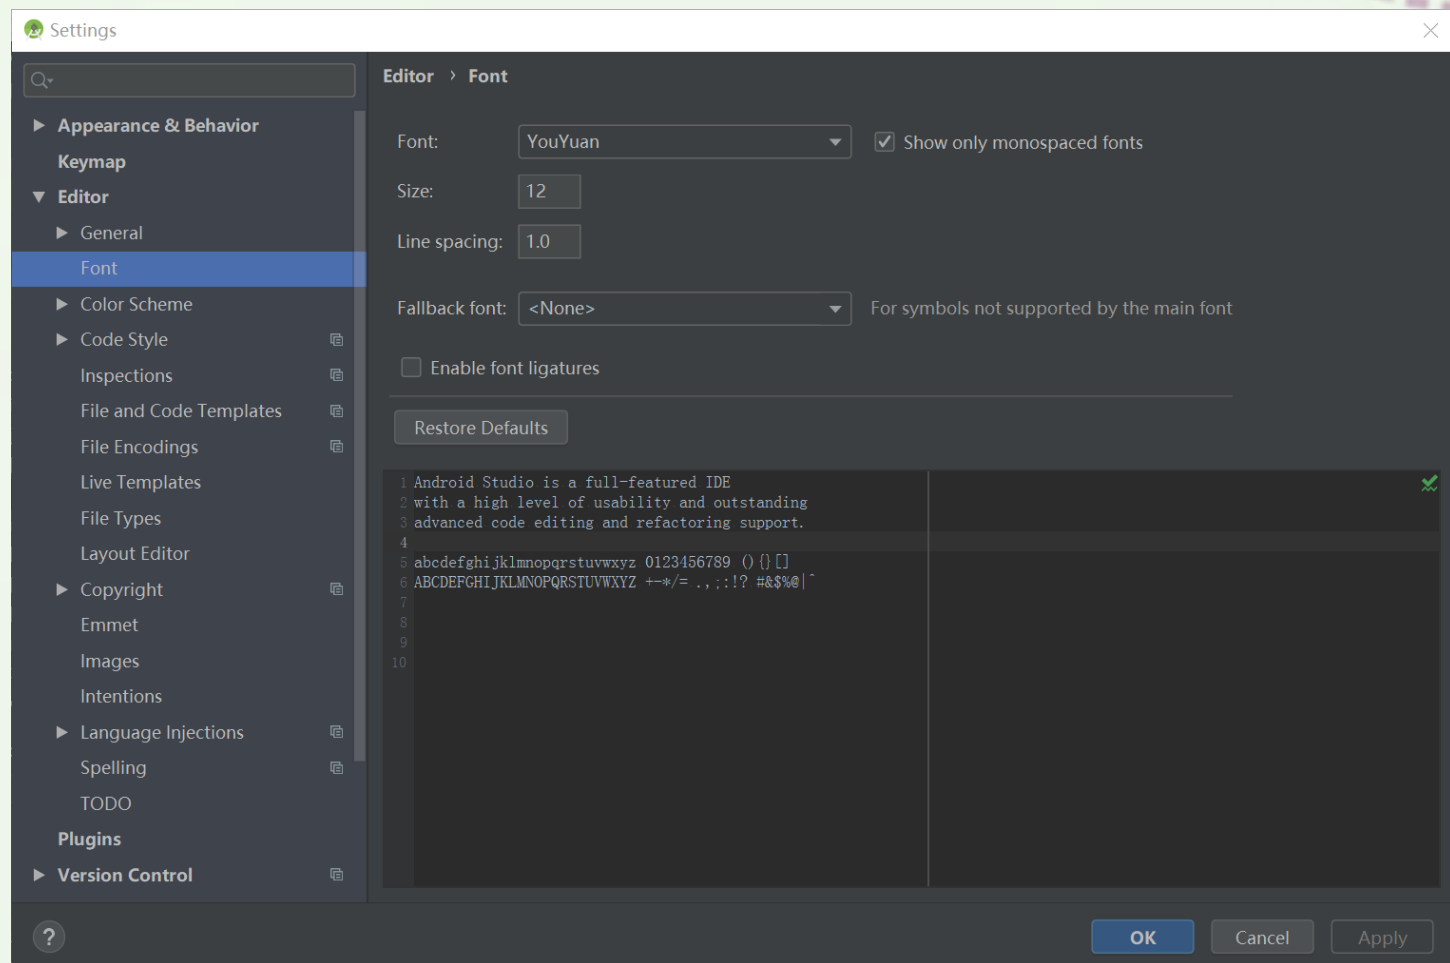 Settings
Appearance & Behavior
Keymap
Editor
General
Font
Color Scheme
Code Style
Inspections
File and Code Templates
File Encodings
Live Templates
File Types
Layout Editor
Copyright
Emmet
Images
Intentions
Language Injections
Spelling
TODO
Plugins
Version Control
?
Editor › Font
Font: YouYuan Show only monospaced fonts
Size: 12
Line spacing: 1.0
Fallback font: <None> For symbols not supported by the main font
Enable font ligatures
Restore Defaults
1 Android Studio is a full-featured IDE
2 with a high level of usability and outstanding
3 advanced code editing and refactoring support.
4
5 abcdefghijklmnopqrstuvwxyz 0123456789 (){}[]
6 ABCDEFGHIJKLMNOPQRSTUVWXYZ +-*/= .,;:!? #&$%@|^
7
8
9
10
OK Cancel Apply